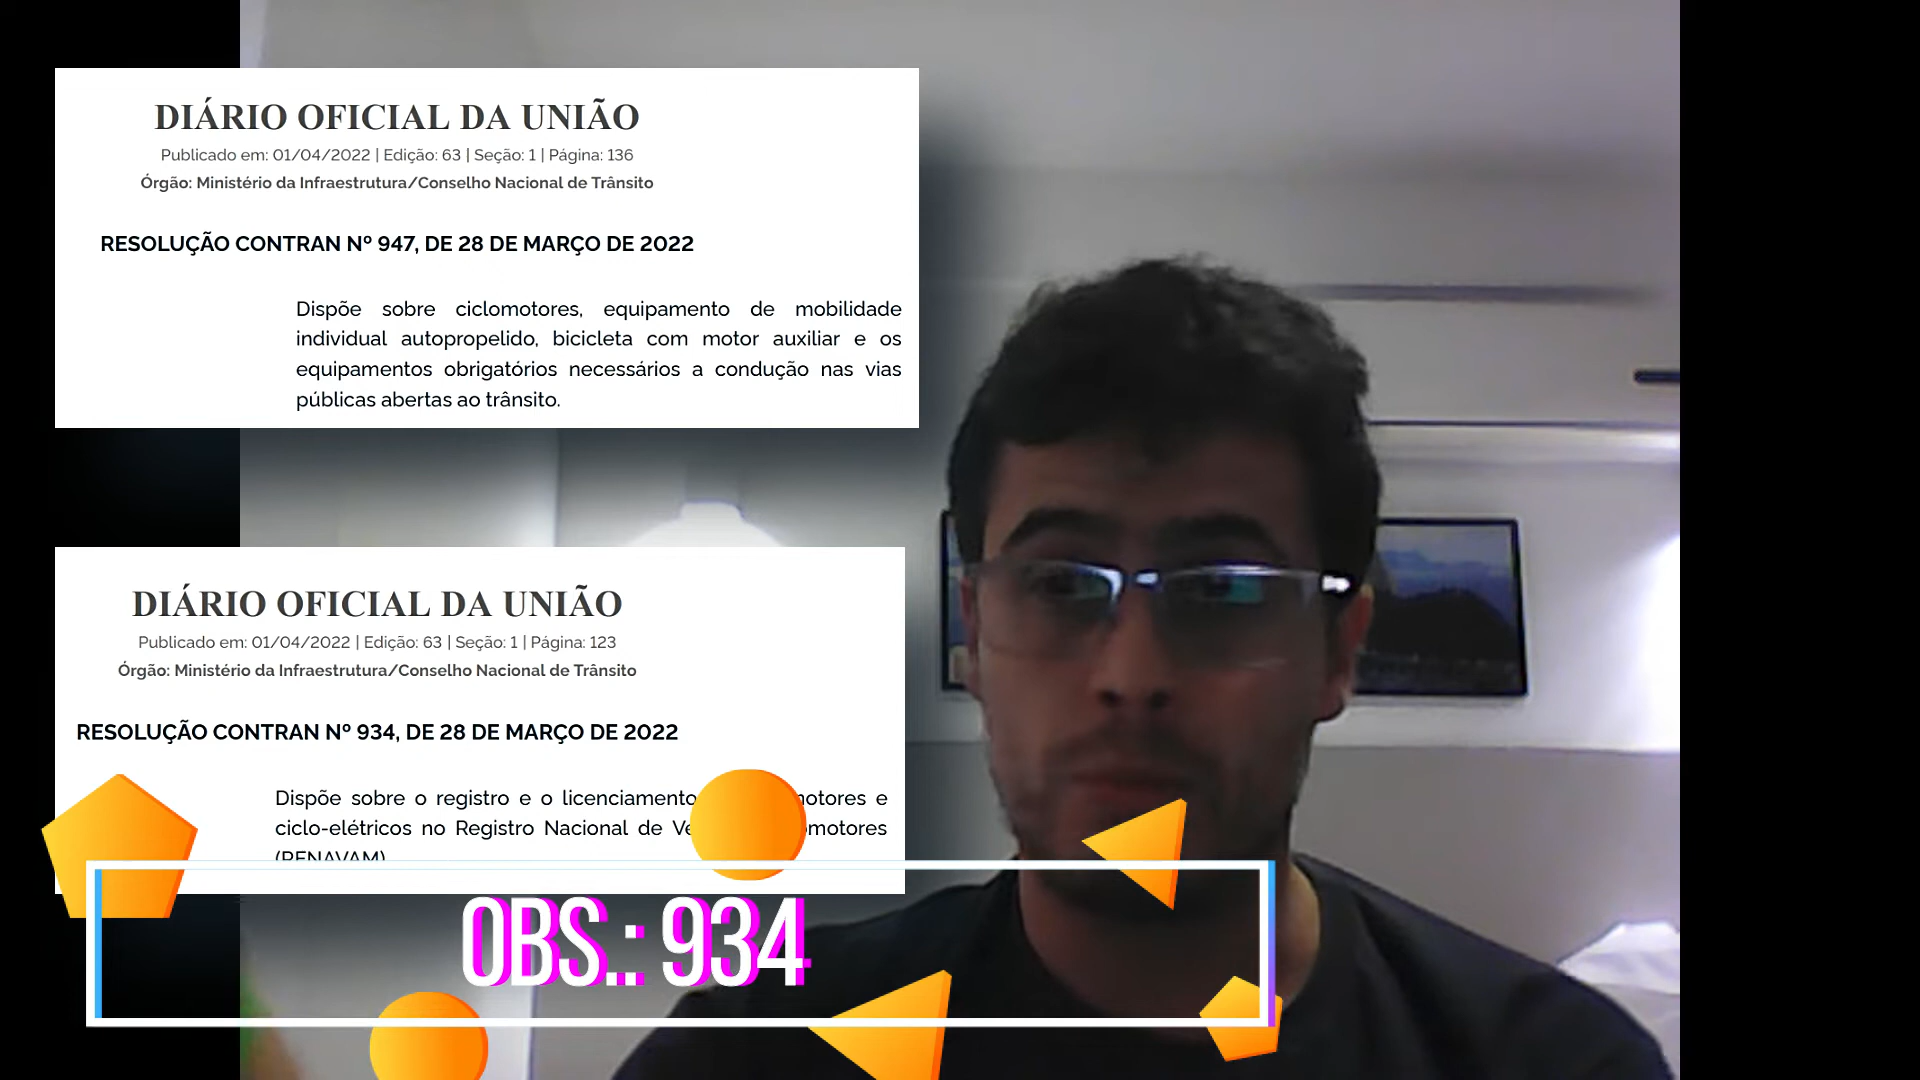 DIÁRIO OFICIAL DA UNIÃO
Publicado em: 01/04/2022 | Edição: 63 | Seção: 1 | Página: 136
Órgão: Ministério da Infraestrutura/Conselho Nacional de Trânsito
RESOLUÇÃO CONTRAN Nº 947, DE 28 DE MARÇO DE 2022
Dispõe sobre ciclomotores, equipamento de mobilidade
individual autopropelido, bicicleta com motor auxiliar e os
equipamentos obrigatórios necessários a condução nas vias
públicas abertas ao trânsito.
DIÁRIO OFICIAL DA UNIÃO
Publicado em: 01/04/2022 | Edição: 63 | Seção: 1 | Página: 123
Órgão: Ministério da Infraestrutura/Conselho Nacional de Trânsito
RESOLUÇÃO CONTRAN Nº 934, DE 28 DE MARÇO DE 2022
Dispõe sobre o registro e o licenciamento e
ciclo-elétricos no Registro Nacional de
(RENAVAM)
OBS.: 934